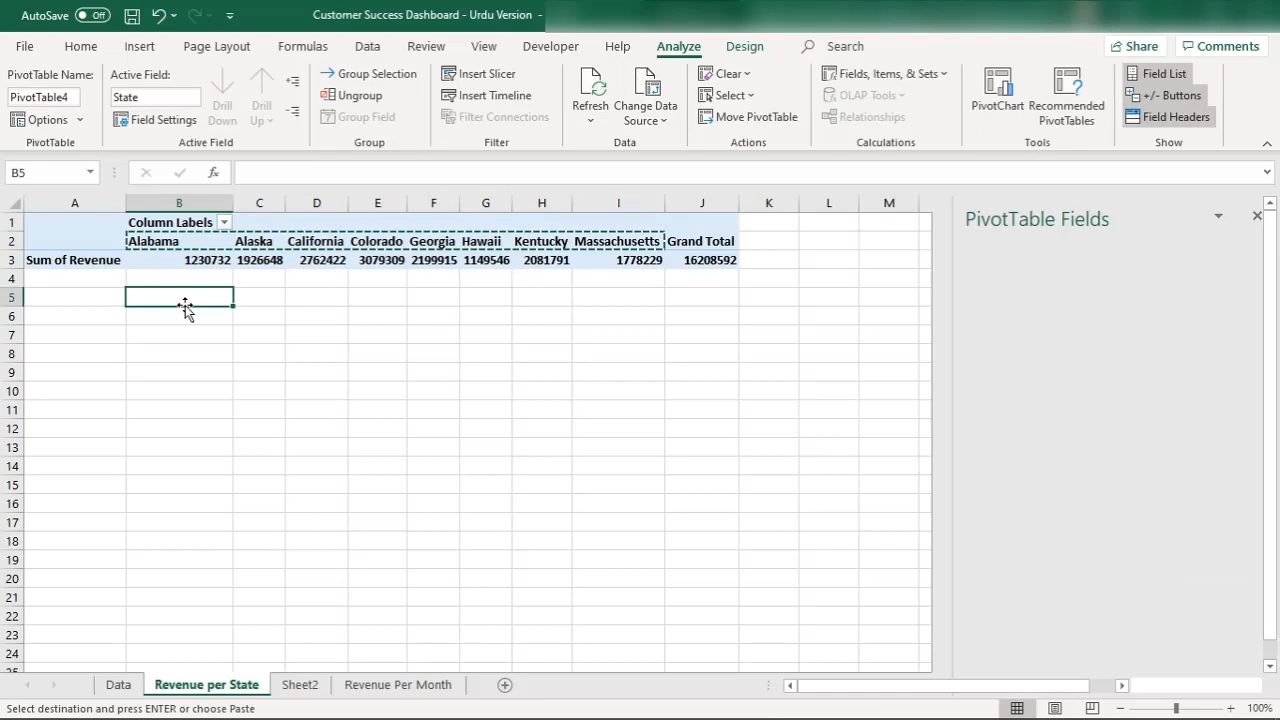 AutoSave Off Customer Success Dashboard - Urdu Version -
File Home Insert Page Layout Formulas Data Review View Developer Help Analyze Design Search Share Comments
PivotTable Name: Active Field: Group Selection Insert Slicer Clear Fields, Items, & Sets Field List
PivotTable4 State Drill Down Drill Up Ungroup Insert Timeline Refresh Change Data Source Select OLAP Tools PivotChart Recommended PivotTables +/- Buttons
Options Field Settings Group Field Filter Connections Move PivotTable Relationships Field Headers
PivotTable Active Field Group Filter Data Actions Calculations Tools Show
B5 fx
A B C D E F G H I J K L M
PivotTable Fields
1 Column Labels
2 Alabama Alaska California Colorado Georgia Hawaii Kentucky Massachusetts Grand Total
3 Sum of Revenue 1230732 1926648 2762422 3079309 2199915 1149546 2081791 1778229 16208592
4
5
6
7
8
9
10
11
12
13
14
15
16
17
18
19
20
21
22
23
24
25
Data Revenue per State Sheet2 Revenue Per Month
Select destination and press ENTER or choose Paste 100%